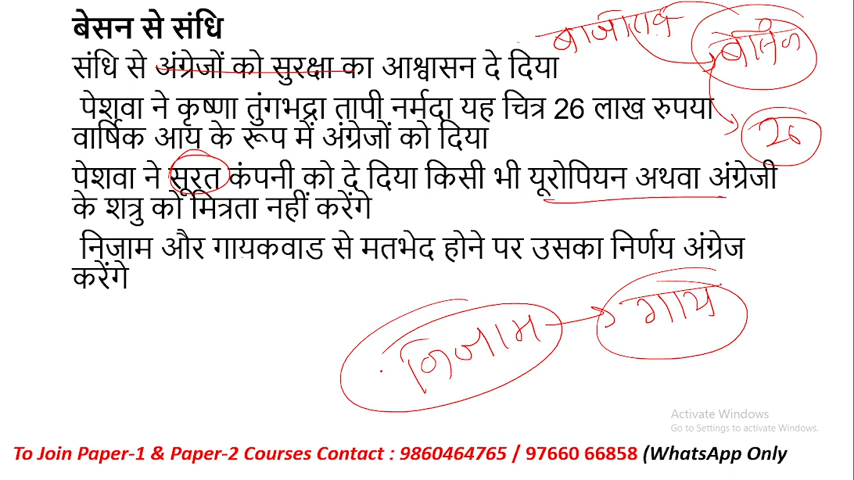 बेसन से संधि
संधि से अंग्रेजों को सुरक्षा का आश्वासन दे दिया
पेशवा ने कृष्णा तुंगभद्रा तापी नर्मदा यह चित्र 26 लाख रुपया
वार्षिक आय के रूप में अंग्रेजों को दिया
पेशवा ने सूरत कंपनी को दे दिया किसी भी यूरोपियन अथवा अंग्रेजी
के शत्रु को मित्रता नहीं करेंगे
निजाम और गायकवाड से मतभेद होने पर उसका निर्णय अंग्रेज
करेंगे
बाजीराव
26
निजाम
गाय
Activate Windows
Go to Settings to activate Windows.
To Join Paper-1 & Paper-2 Courses Contact : 9860464765 / 97660 66858 (WhatsApp Only